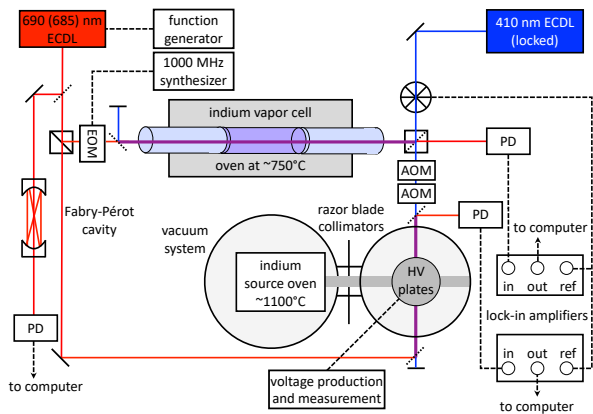 690 (685) nm
ECDL
function
generator
410 nm ECDL
(locked)
1000 MHz
synthesizer
indium vapor cell
EOM
oven at ~750°C
PD
AOM
AOM
Fabry-Pérot
cavity
vacuum
system
razor blade
collimators
PD
to computer
indium
source oven
~1100°C
HV
plates
in out ref
lock-in amplifiers
PD
in out ref
to computer
voltage production
and measurement
to computer